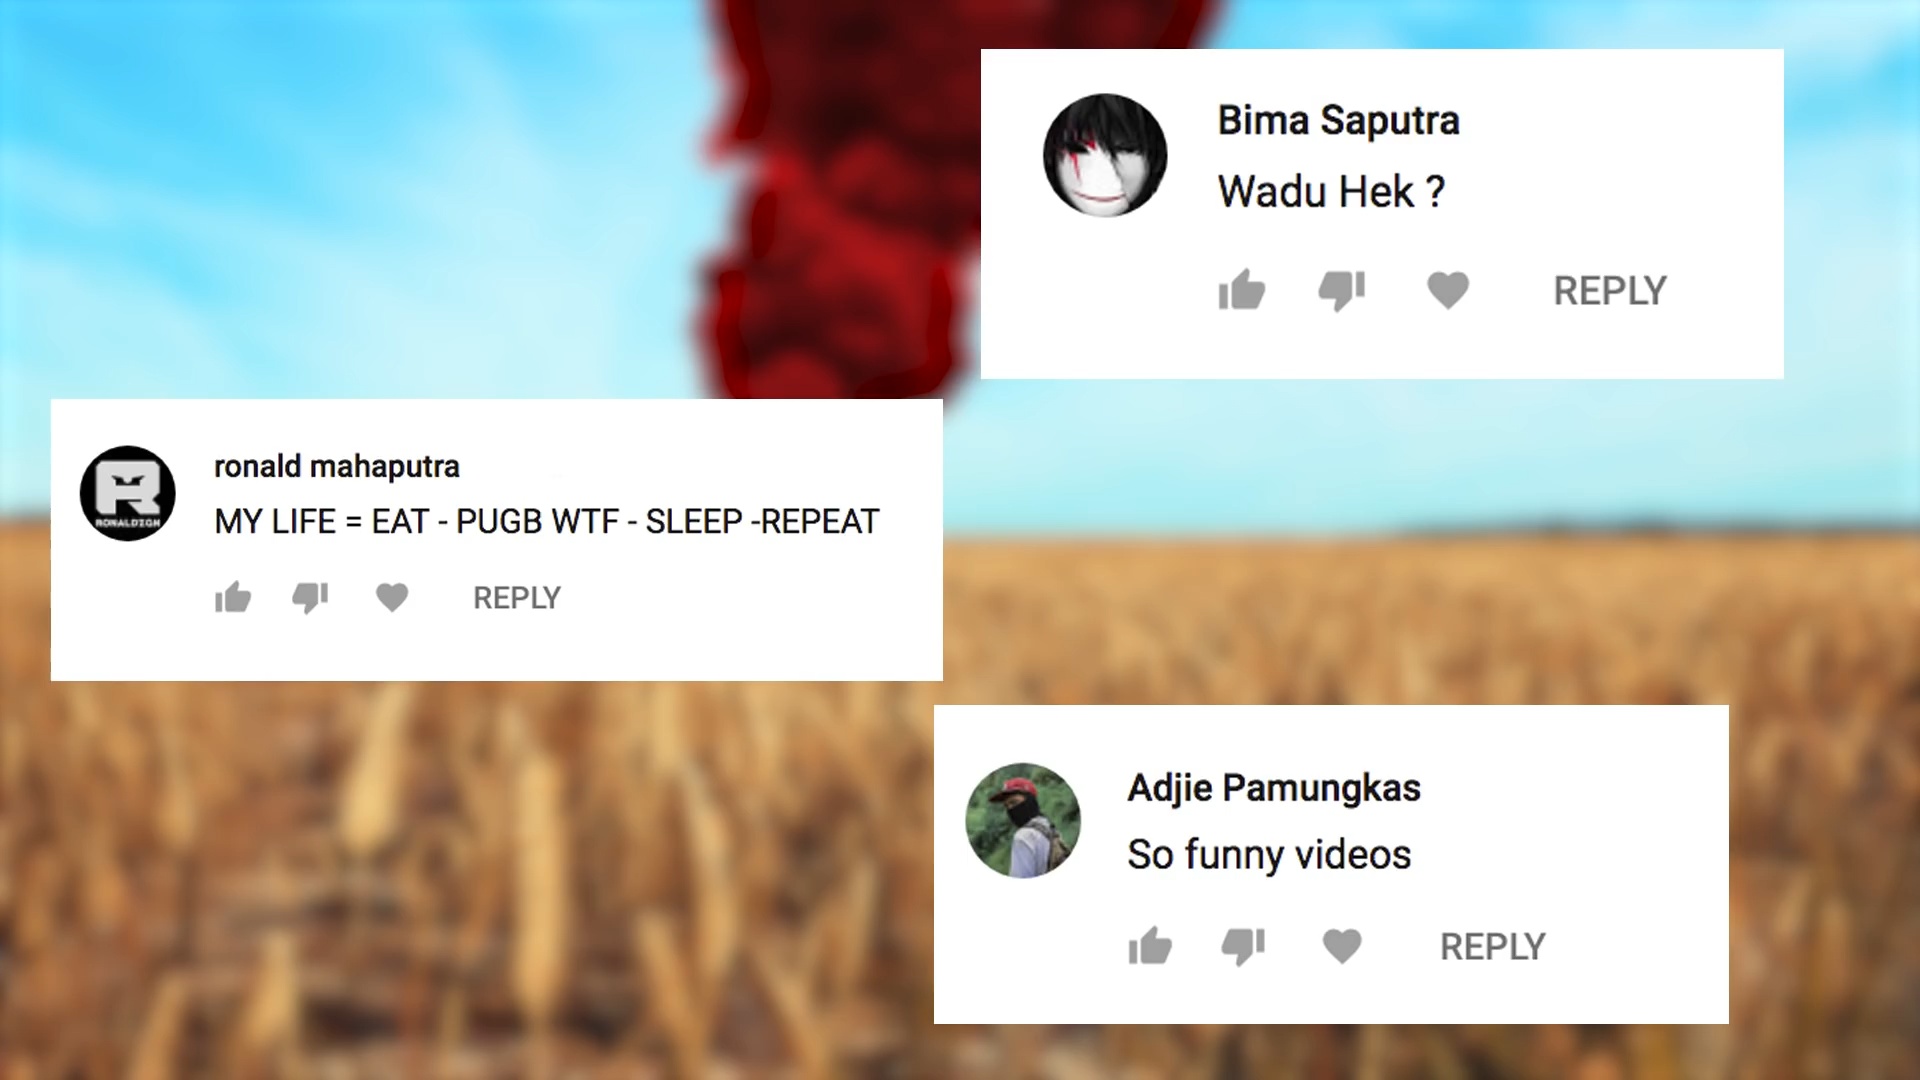 Bima Saputra
Wadu Hek ?
REPLY
ronald mahaputra
MY LIFE = EAT - PUGB WTF - SLEEP -REPEAT
REPLY
RONALDIGN
Adjie Pamungkas
So funny videos
REPLY